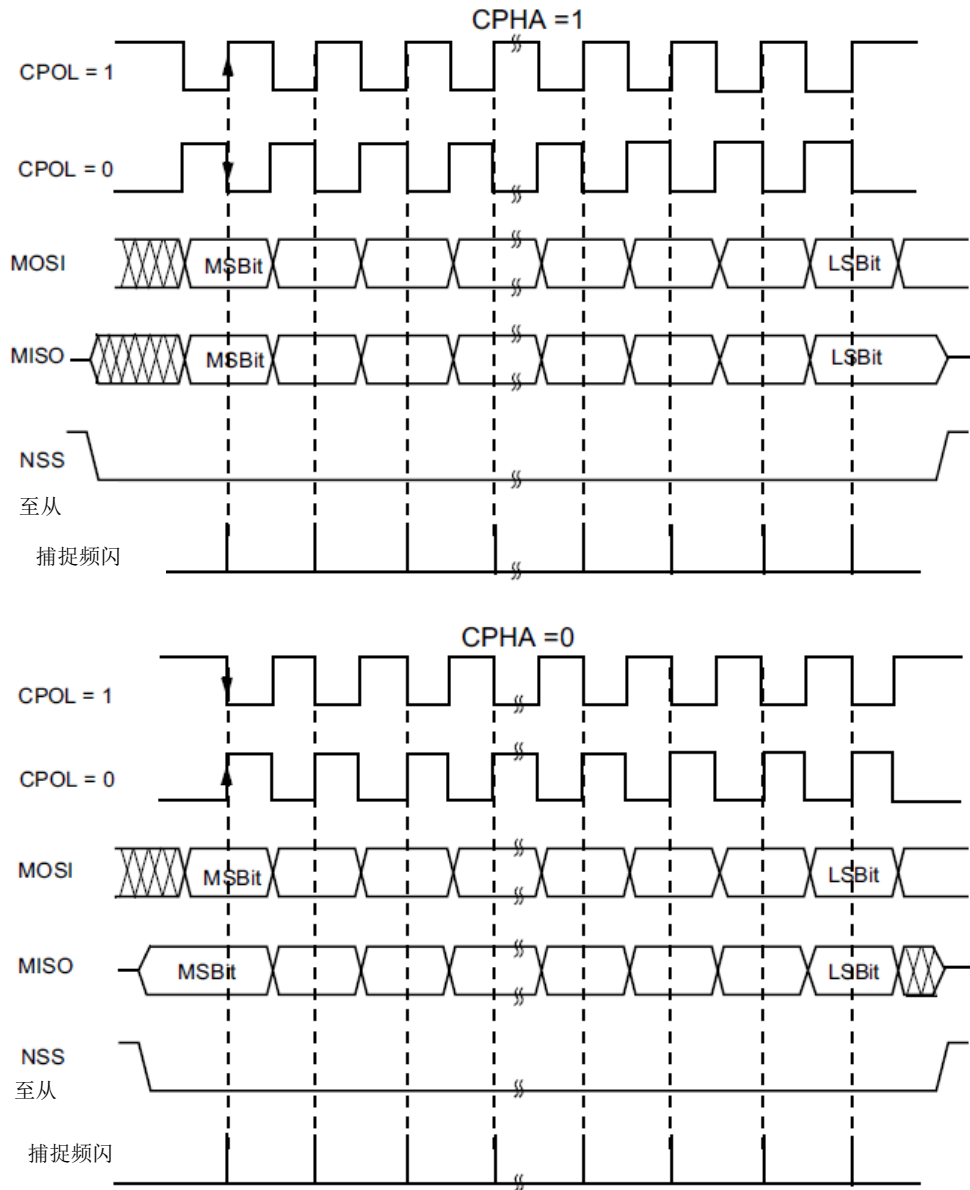 CPHA =1
CPOL = 1
CPOL = 0
MOSI MSBit LSBit
MISO MSBit LSBit
NSS
至从
捕捉频闪
CPHA =0
CPOL = 1
CPOL = 0
MOSI MSBit LSBit
MISO MSBit LSBit
NSS
至从
捕捉频闪